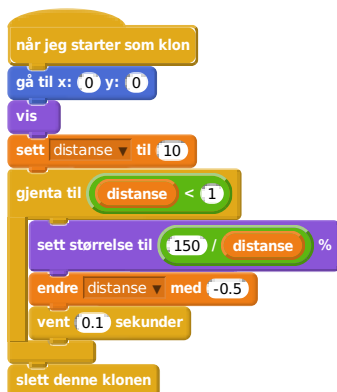 når jeg starter som klon
gå til x: 0 y: 0
vis
sett distanse ▼ til 10
gjenta til distanse < 1
sett størrelse til 150 / distanse %
endre distanse ▼ med -0.5
vent 0.1 sekunder
slett denne klonen